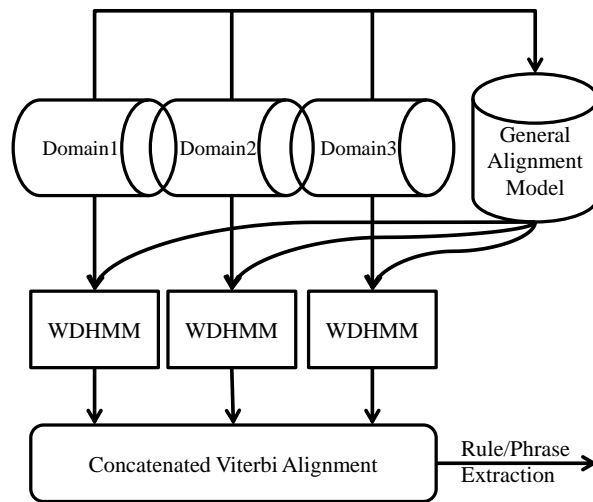 Domain1
Domain2
Domain3
General
Alignment
Model
WDHMM
WDHMM
WDHMM
Concatenated Viterbi Alignment
Rule/Phrase
Extraction